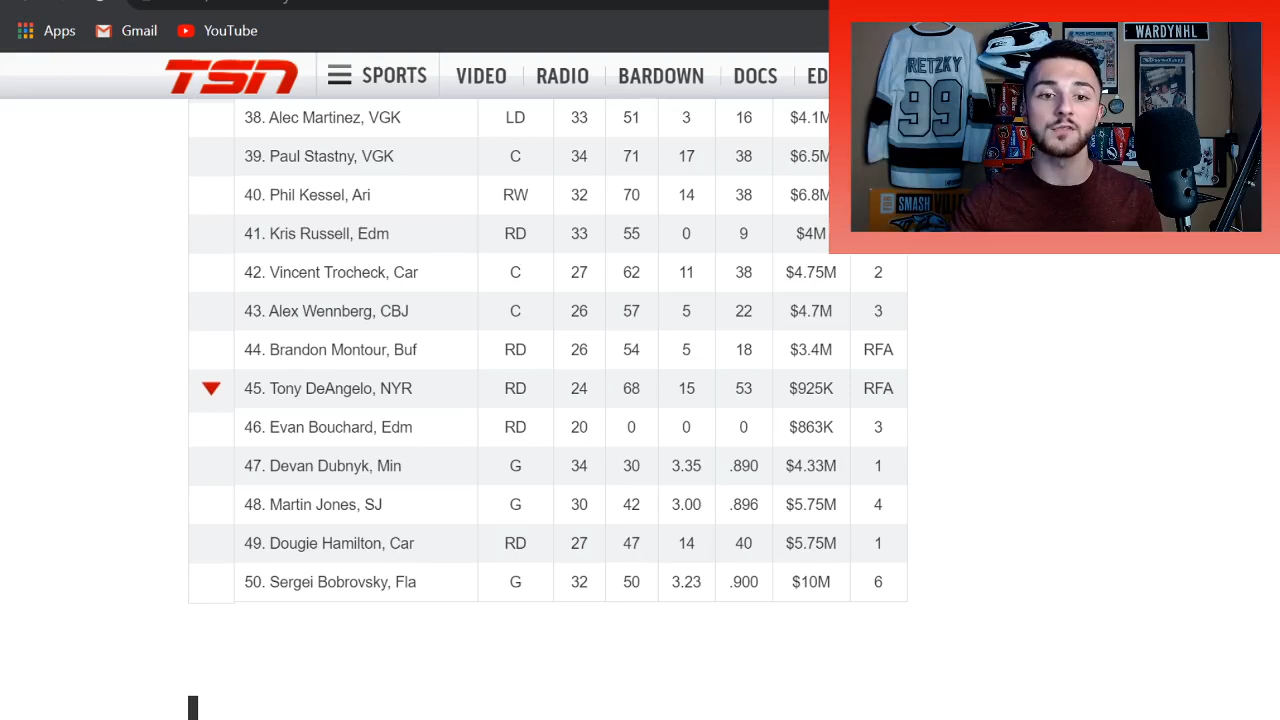 Apps Gmail YouTube
TSN SPORTS VIDEO RADIO BARDOWN DOCS ED
38. Alec Martinez, VGK LD 33 51 3 16 $4.1M
39. Paul Stastny, VGK C 34 71 17 38 $6.5M
40. Phil Kessel, Ari RW 32 70 14 38 $6.8M
41. Kris Russell, Edm RD 33 55 0 9 $4M
42. Vincent Trocheck, Car C 27 62 11 38 $4.75M 2
43. Alex Wennberg, CBJ C 26 57 5 22 $4.7M 3
44. Brandon Montour, Buf RD 26 54 5 18 $3.4M RFA
45. Tony DeAngelo, NYR RD 24 68 15 53 $925K RFA
46. Evan Bouchard, Edm RD 20 0 0 0 $863K 3
47. Devan Dubnyk, Min G 34 30 3.35 .890 $4.33M 1
48. Martin Jones, SJ G 30 42 3.00 .896 $5.75M 4
49. Dougie Hamilton, Car RD 27 47 14 40 $5.75M 1
50. Sergei Bobrovsky, Fla G 32 50 3.23 .900 $10M 6
WARDYNHL
RETZKY
99
SMASHVILLE